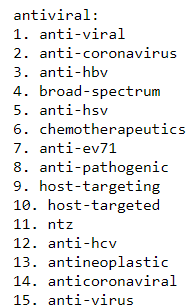 antiviral:
1. anti-viral
2. anti-coronavirus
3. anti-hbv
4. broad-spectrum
5. anti-hsv
6. chemotherapeutics
7. anti-ev71
8. anti-pathogenic
9. host-targeting
10. host-targeted
11. ntz
12. anti-hcv
13. antineoplastic
14. anticoronaviral
15. anti-virus